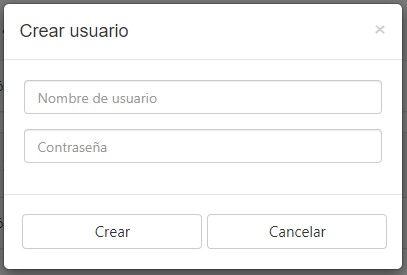 Crear usuario
×
Nombre de usuario
Contraseña
Crear
Cancelar